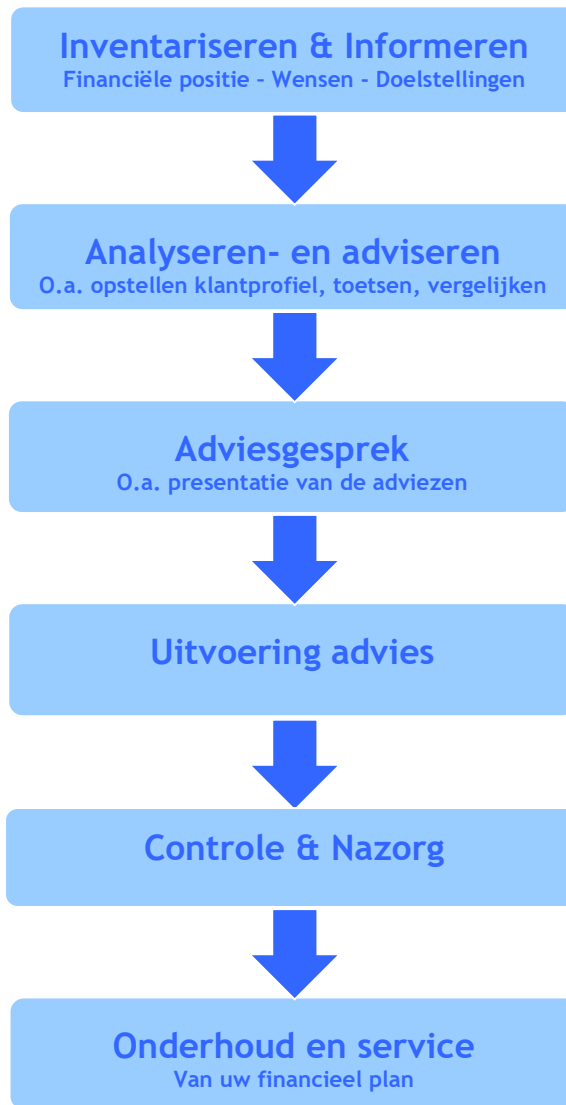 Inventariseren & Informeren
Financiële positie - Wensen - Doelstellingen
Analyseren- en adviseren
O.a. opstellen klantprofiel, toetsen, vergelijken
Adviesgesprek
O.a. presentatie van de adviezen
Uitvoering advies
Controle & Nazorg
Onderhoud en service
Van uw financieel plan